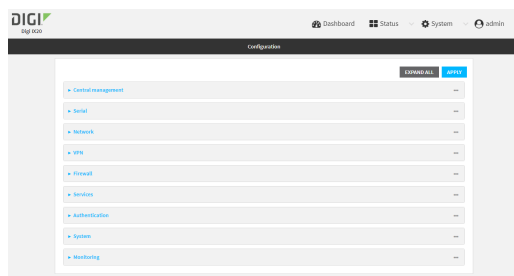 DIGI
Digi IX20
Dashboard Status System admin
Configuration
EXPAND ALL APPLY
Central management
Serial
Network
VPN
Firewall
Services
Authentication
System
Monitoring